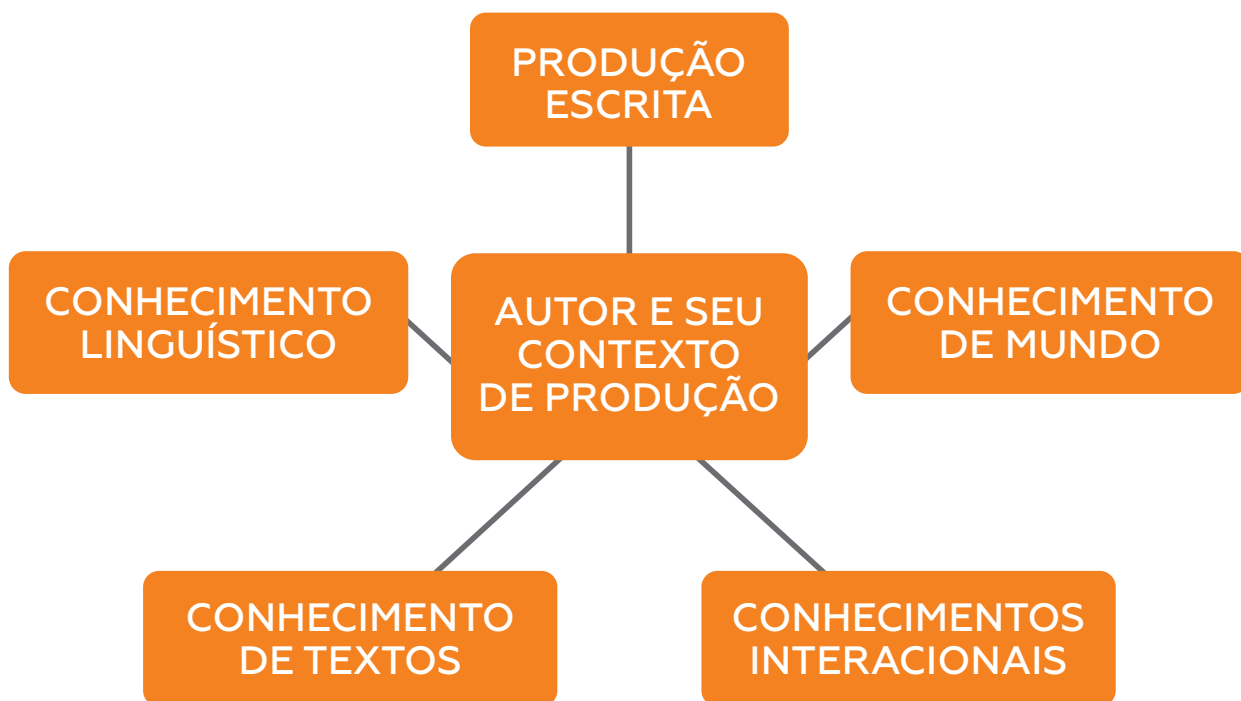 PRODUÇÃO
ESCRITA
CONHECIMENTO
LINGUÍSTICO
AUTOR E SEU
CONTEXTO
DE PRODUÇÃO
CONHECIMENTO
DE MUNDO
CONHECIMENTO
DE TEXTOS
CONHECIMENTOS
INTERACIONAIS